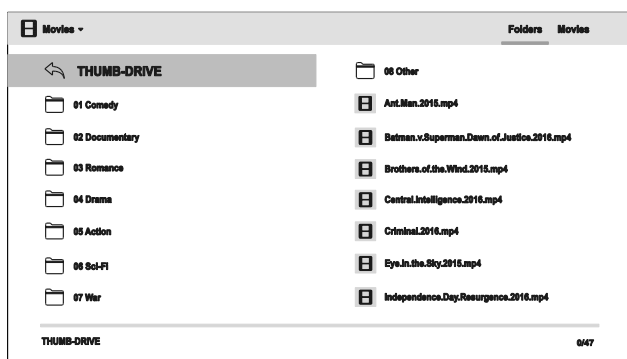 Movies
Folders Movies
THUMB-DRIVE
01 Comedy
02 Documentary
03 Romance
04 Drama
05 Action
06 Sci-Fi
07 War
08 Other
Ant.Man.2015.mp4
Batman.v.Superman.Dawn.of.Justice.2016.mp4
Brothers.of.the.Wind.2015.mp4
Central.Intelligence.2016.mp4
Criminal.2016.mp4
Eye.in.the.Sky.2015.mp4
Independence.Day.Resurgence.2016.mp4
THUMB-DRIVE
0/47